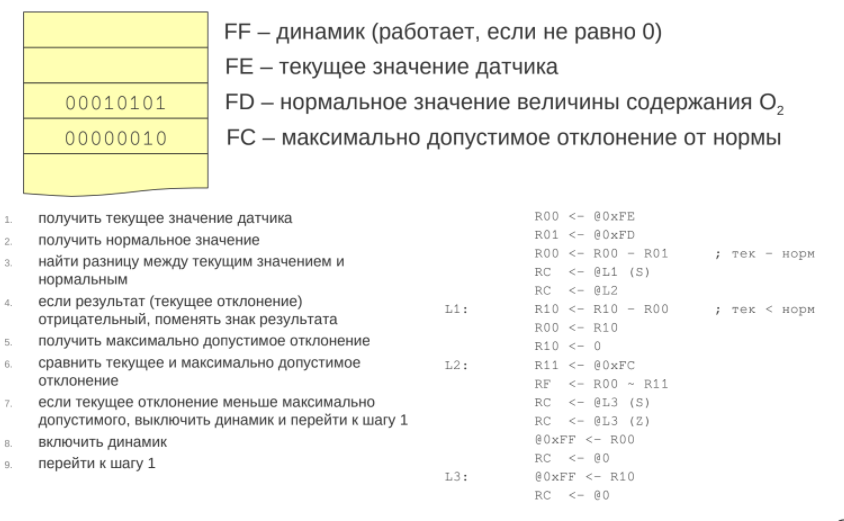 FF – динамик (работает, если не равно 0)
FE – текущее значение датчика
00010101 FD – нормальное значение величины содержания O₂
00000010 FC – максимально допустимое отклонение от нормы
1. получить текущее значение датчика
2. получить нормальное значение
3. найти разницу между текущим значением и
нормальным
4. если результат (текущее отклонение)
отрицательный, поменять знак результата
5. получить максимально допустимое отклонение
6. сравнить текущее и максимально допустимое
отклонение
7. если текущее отклонение меньше максимально
допустимого, выключить динамик и перейти к шагу 1
8. включить динамик
9. перейти к шагу 1
R00 <- @0xFE
R01 <- @0xFD
R00 <- R00 - R01 ; тек - норм
RC <- @L1 (S)
RC <- @L2
L1: R10 <- R10 - R00 ; тек < норм
R00 <- R10
R10 <- 0
L2: R11 <- @0xFC
RF <- R00 ~ R11
RC <- @L3 (S)
RC <- @L3 (Z)
@0xFF <- R00
RC <- @0
L3: @0xFF <- R10
RC <- @0